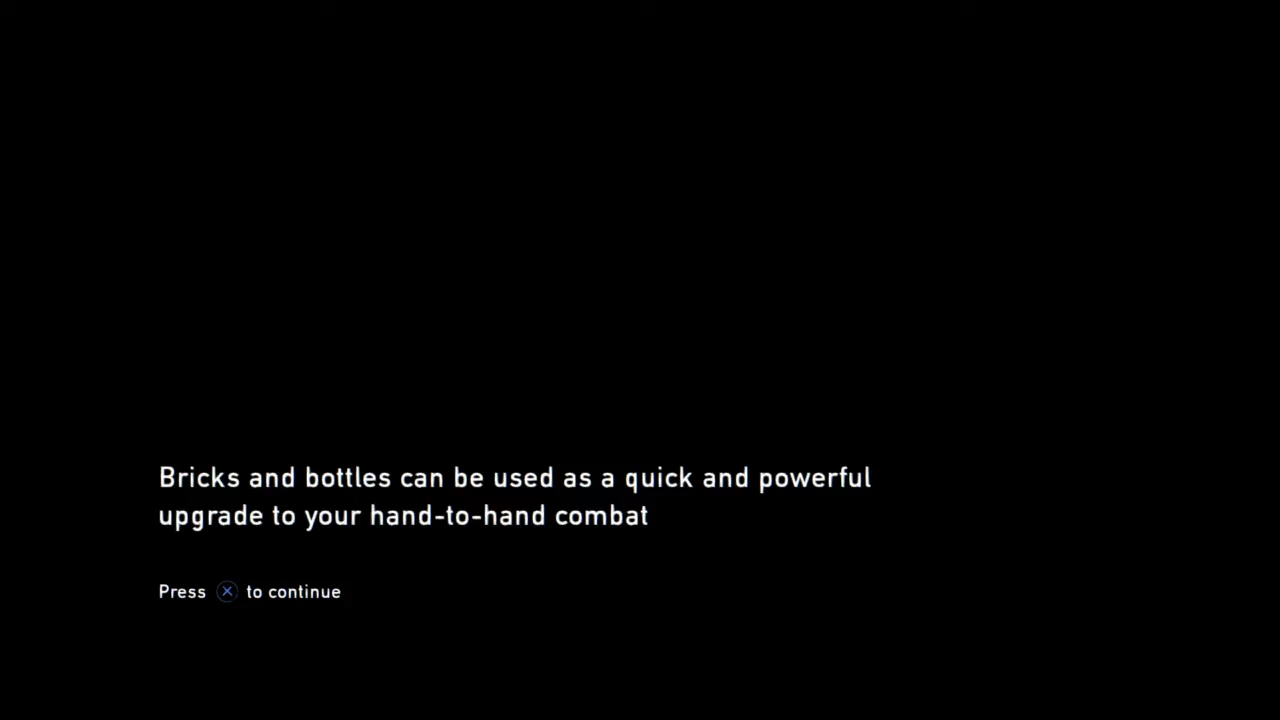 Bricks and bottles can be used as a quick and powerful
upgrade to your hand-to-hand combat
Press ⓧ to continue